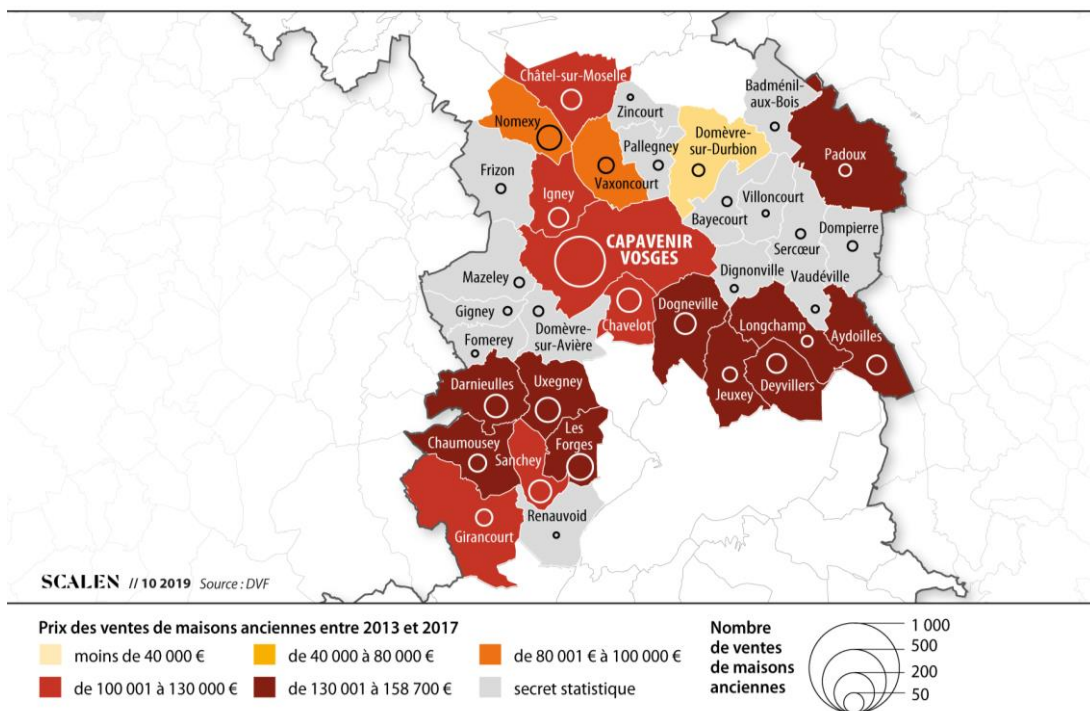 Châtel-sur-Moselle
Zincourt
Badménil-
aux-Bois
Nomexy
Domèvre-
sur-Durbion
Pallegney
Padoux
Frizon
Vaxoncourt
Igney
Villoncourt
Bayecourt
Dompierre
CAPAVENIR
VOSGES
Sercœur
Mazeley
Dignonville
Vaudéville
Gigney
Dogneville
Chavelot
Longchamp
Domèvre-
sur-Avière
Aydoilles
Fomerey
Darnieulles
Uxegney
Jeuxey
Deyvillers
Les
Forges
Chaumousey
Sanchey
Renauvoid
Girancourt
SCALEN // 10 2019 Source : DVF
Prix des ventes de maisons anciennes entre 2013 et 2017
moins de 40 000 €
de 40 000 à 80 000 €
de 80 001 € à 100 000 €
de 100 001 à 130 000 €
de 130 001 à 158 700 €
secret statistique
Nombre
de ventes
de maisons
anciennes
1 000
500
200
50